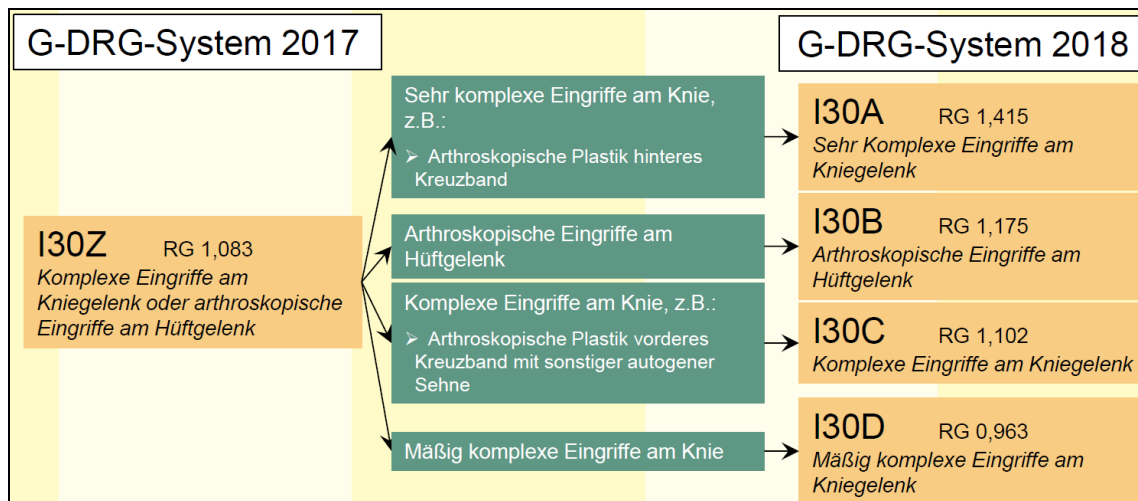 G-DRG-System 2017
G-DRG-System 2018
I30Z RG 1,083
Komplexe Eingriffe am
Kniegelenk oder arthroskopische
Eingriffe am Hüftgelenk
Sehr komplexe Eingriffe am Knie,
z.B.:
➢ Arthroskopische Plastik hinteres
Kreuzband
Arthroskopische Eingriffe am
Hüftgelenk
Komplexe Eingriffe am Knie, z.B.:
➢ Arthroskopische Plastik vorderes
Kreuzband mit sonstiger autogener
Sehne
Mäßig komplexe Eingriffe am Knie
I30A RG 1,415
Sehr Komplexe Eingriffe am
Kniegelenk
I30B RG 1,175
Arthroskopische Eingriffe am
Hüftgelenk
I30C RG 1,102
Komplexe Eingriffe am Kniegelenk
I30D RG 0,963
Mäßig komplexe Eingriffe am
Kniegelenk